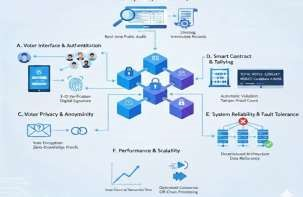 Real-time Public Audit
Immutable Records
A. Voter Interface & Authentication
D. Smart Contract
& Tallying
Digital Signature
Automatic Validation
Tamper-Proof Count
C. Voter Privacy & Anonymity
E. System Reliability & Fault Tolerance
Vote Encryption
Zero-Knowledge Proofs
Decentralized Architecture
Data Redundancy
F. Performance & Scalability
Optimized Consensus
Off-Chain Processing